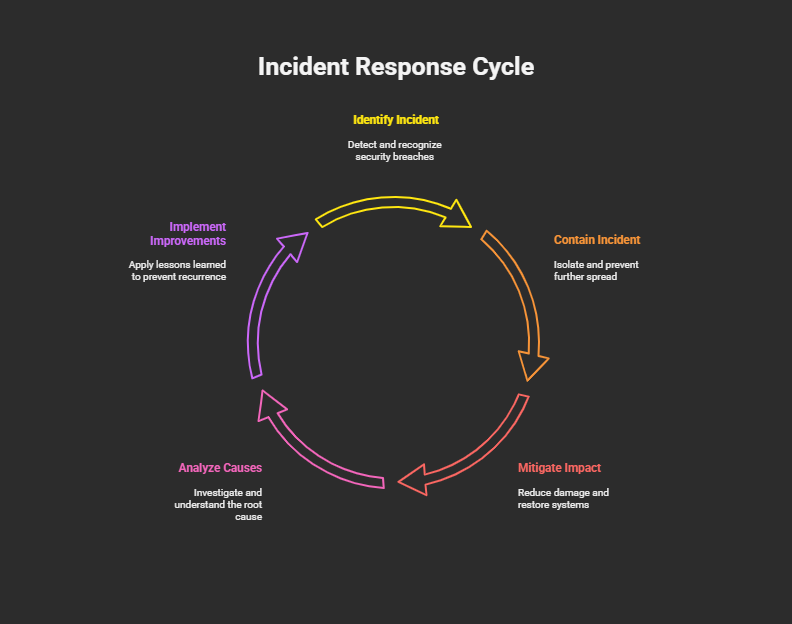 Incident Response Cycle
Identify Incident
Detect and recognize
security breaches
Contain Incident
Isolate and prevent
further spread
Mitigate Impact
Reduce damage and
restore systems
Analyze Causes
Investigate and
understand the root
cause
Implement
Improvements
Apply lessons learned
to prevent recurrence